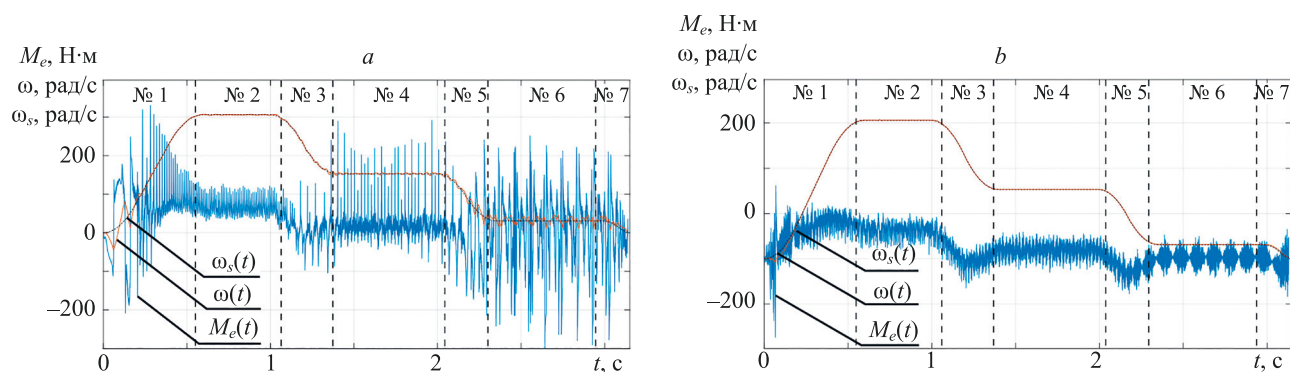 a
Mₑ, Н·м
ω, рад/с
ωₛ, рад/с
№ 1 № 2 № 3 № 4 № 5 № 6 № 7
200
0
–200
ωₛ(t)
ω(t)
Mₑ(t)
0 1 2 t, с
b
Mₑ, Н·м
ω, рад/с
ωₛ, рад/с
№ 1 № 2 № 3 № 4 № 5 № 6 № 7
200
0
–200
ωₛ(t)
ω(t)
Mₑ(t)
0 1 2 t, с